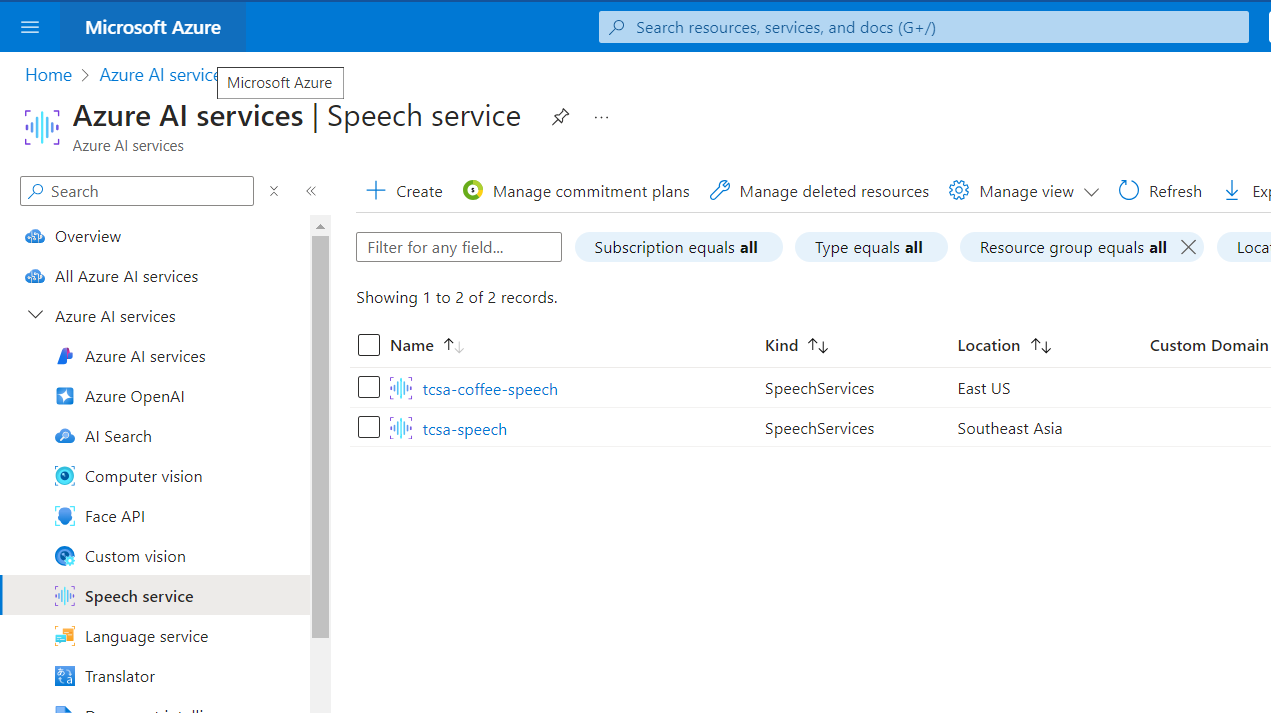 Microsoft Azure
Search resources, services, and docs (G+/)
Home > Azure AI service
Microsoft Azure
Azure AI services | Speech service
Azure AI services
Search
Create
Manage commitment plans
Manage deleted resources
Manage view
Refresh
Exp
Overview
All Azure AI services
Azure AI services
Azure AI services
Azure OpenAI
AI Search
Computer vision
Face API
Custom vision
Speech service
Language service
Translator
Filter for any field...
Subscription equals all
Type equals all
Resource group equals all
Locat
Showing 1 to 2 of 2 records.
Name Kind Location Custom Domain
tcsa-coffee-speech SpeechServices East US
tcsa-speech SpeechServices Southeast Asia